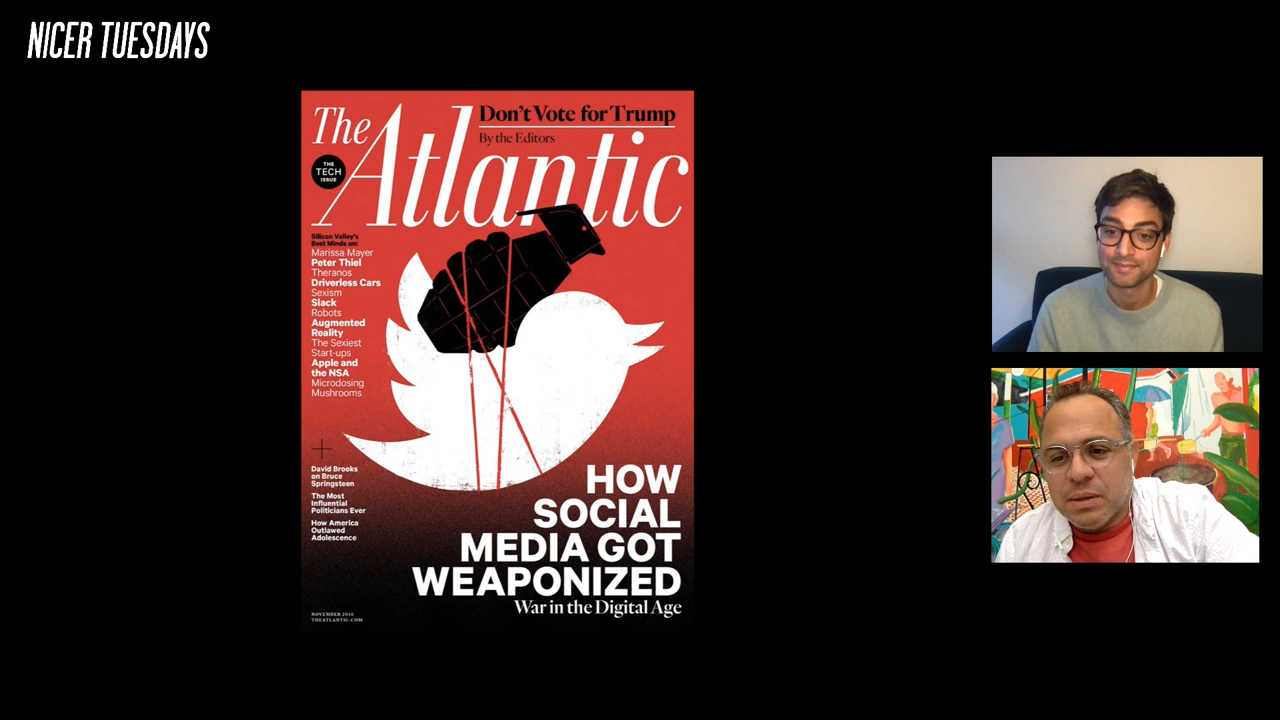 NICER TUESDAYS
The Atlantic
Don't Vote for Trump
By the Editors
THE
TECH
ISSUE
Silicon Valley's
Best Minds on:
Marissa Mayer
Peter Thiel
Theranos
Driverless Cars
Sexism
Slack
Robots
Augmented
Reality
The Sexiest
Start-ups
Apple and
the NSA
Microdosing
Mushrooms
David Brooks
on Bruce
Springsteen
The Most
Influential
Politicians Ever
How America
Outlawed
Adolescence
HOW
SOCIAL
MEDIA GOT
WEAPONIZED
War in the Digital Age
NOVEMBER 2016
THEATLANTIC.COM